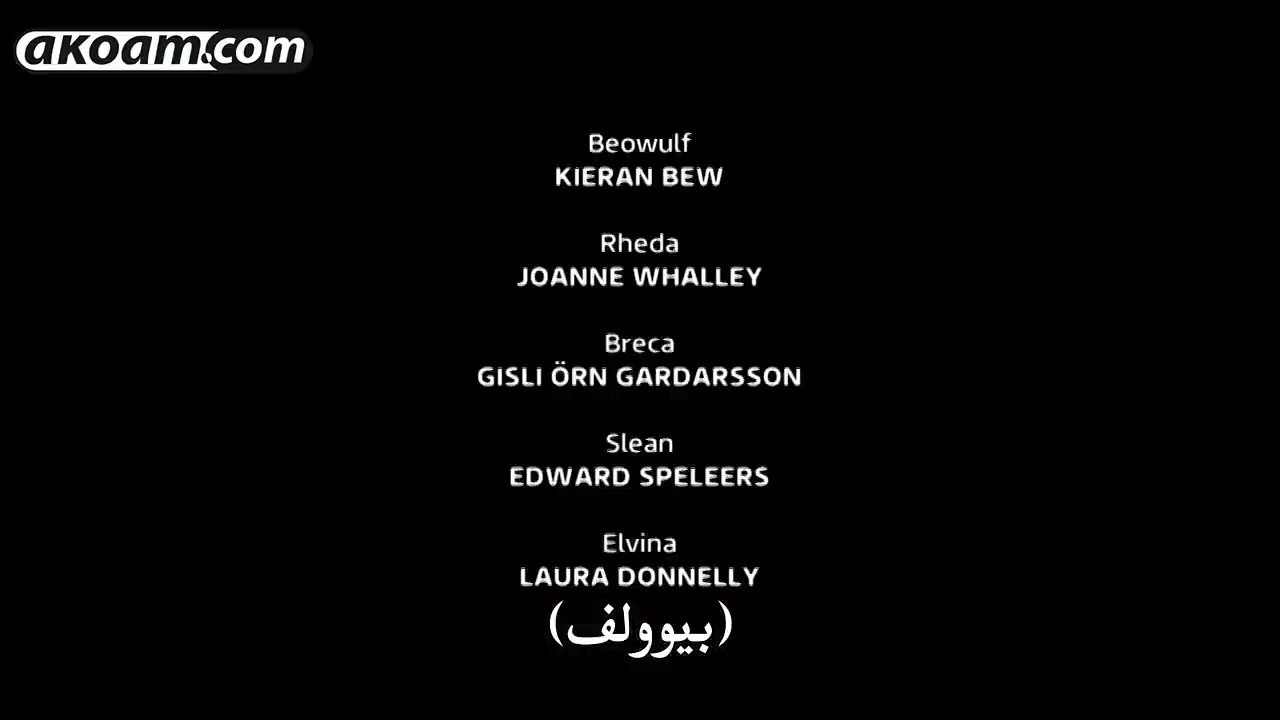 akoam.com
Beowulf
KIERAN BEW
Rheda
JOANNE WHALLEY
Breca
GISLI ÖRN GARDARSSON
Slean
EDWARD SPELEERS
Elvina
LAURA DONNELLY
(بيوولف)